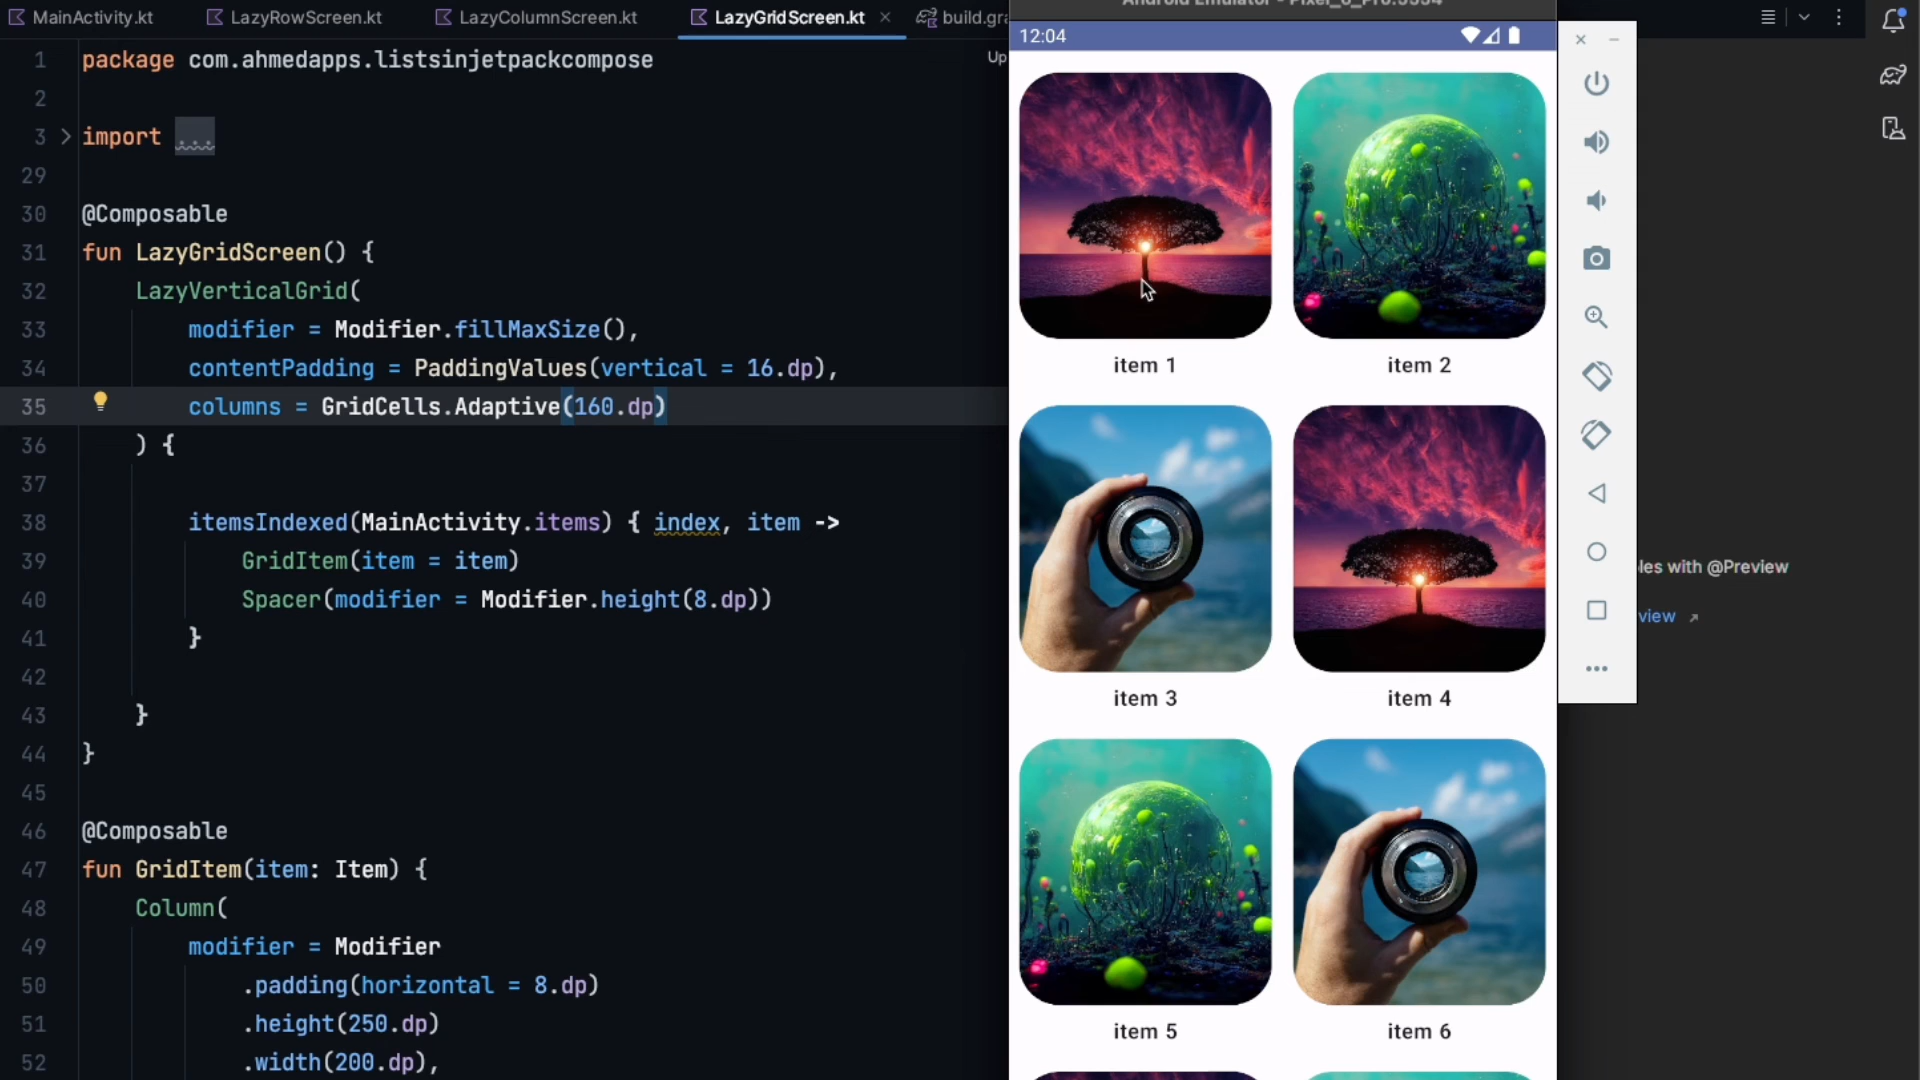 MainActivity.kt LazyRowScreen.kt LazyColumnScreen.kt LazyGridScreen.kt build.gra
1 package com.ahmedapps.listsinjetpackcompose
2
3 import ...
29
30 @Composable
31 fun LazyGridScreen() {
32 LazyVerticalGrid(
33 modifier = Modifier.fillMaxSize(),
34 contentPadding = PaddingValues(vertical = 16.dp),
35 columns = GridCells.Adaptive(160.dp)
36 ) {
37
38 itemsIndexed(MainActivity.items) { index, item ->
39 GridItem(item = item)
40 Spacer(modifier = Modifier.height(8.dp))
41 }
42
43 }
44 }
45
46 @Composable
47 fun GridItem(item: Item) {
48 Column(
49 modifier = Modifier
50 .padding(horizontal = 8.dp)
51 .height(250.dp)
52 .width(200.dp),
Up
12:04
item 1 item 2
item 3 item 4
item 5 item 6
les with @Preview
view